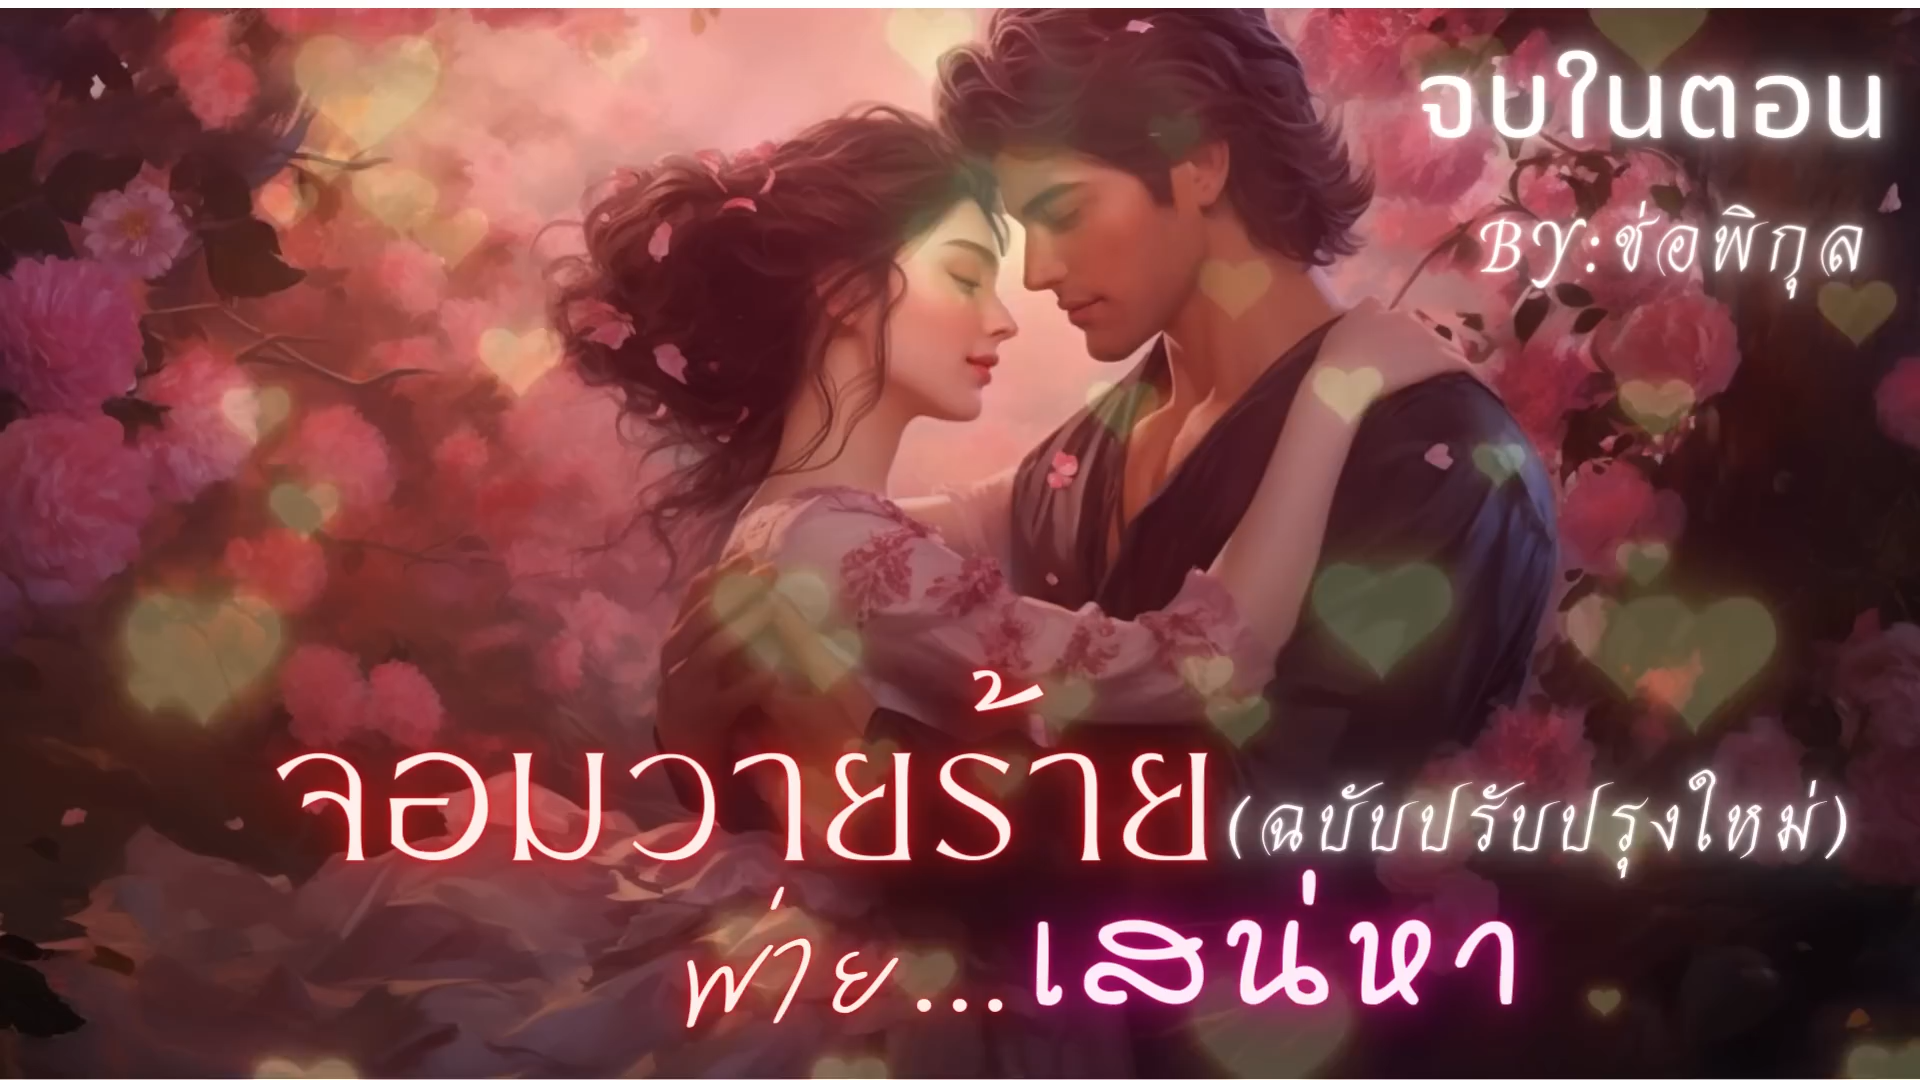 จบในตอน
BY:ช่อพิกุล
จอมวายร้าย(ฉบับปรับปรุงใหม่)
พ่าย...เสน่หา